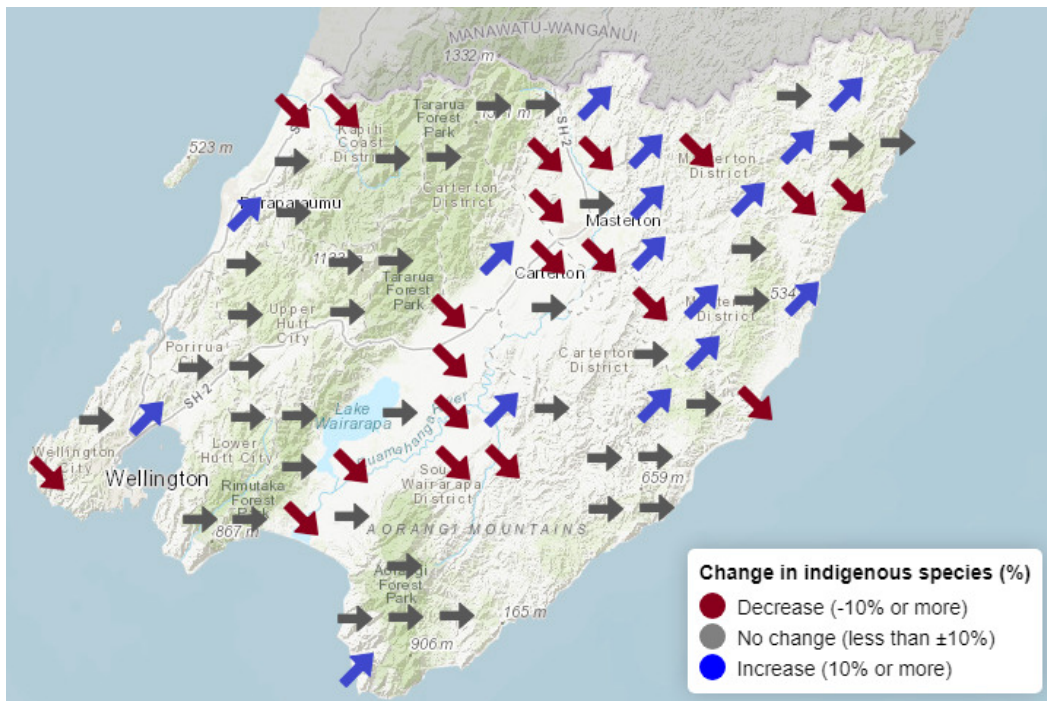 MANAWATU-WANGANUI
1332 m
Tararua
Forest
Park
SH 2
523 m
Kapiti
Coast
District
Carterton
District
Masterton
District
Paraparaumu
Masterton
Tararua
Forest
Park
Carterton
Upper
Hutt
City
Porirua
SH 2
Carterton
District
District
534
Lake
Wairarapa
Ruamahanga River
Wellington
City
Lower
Hutt City
Wellington
Rimutaka
Forest
Park
867 m
South
Wairarapa
District
659 m
AORANGI MOUNTAINS
Aorangi
Forest
Park
165 m
906 m
Change in indigenous species (%)
Decrease (-10% or more)
No change (less than ±10%)
Increase (10% or more)